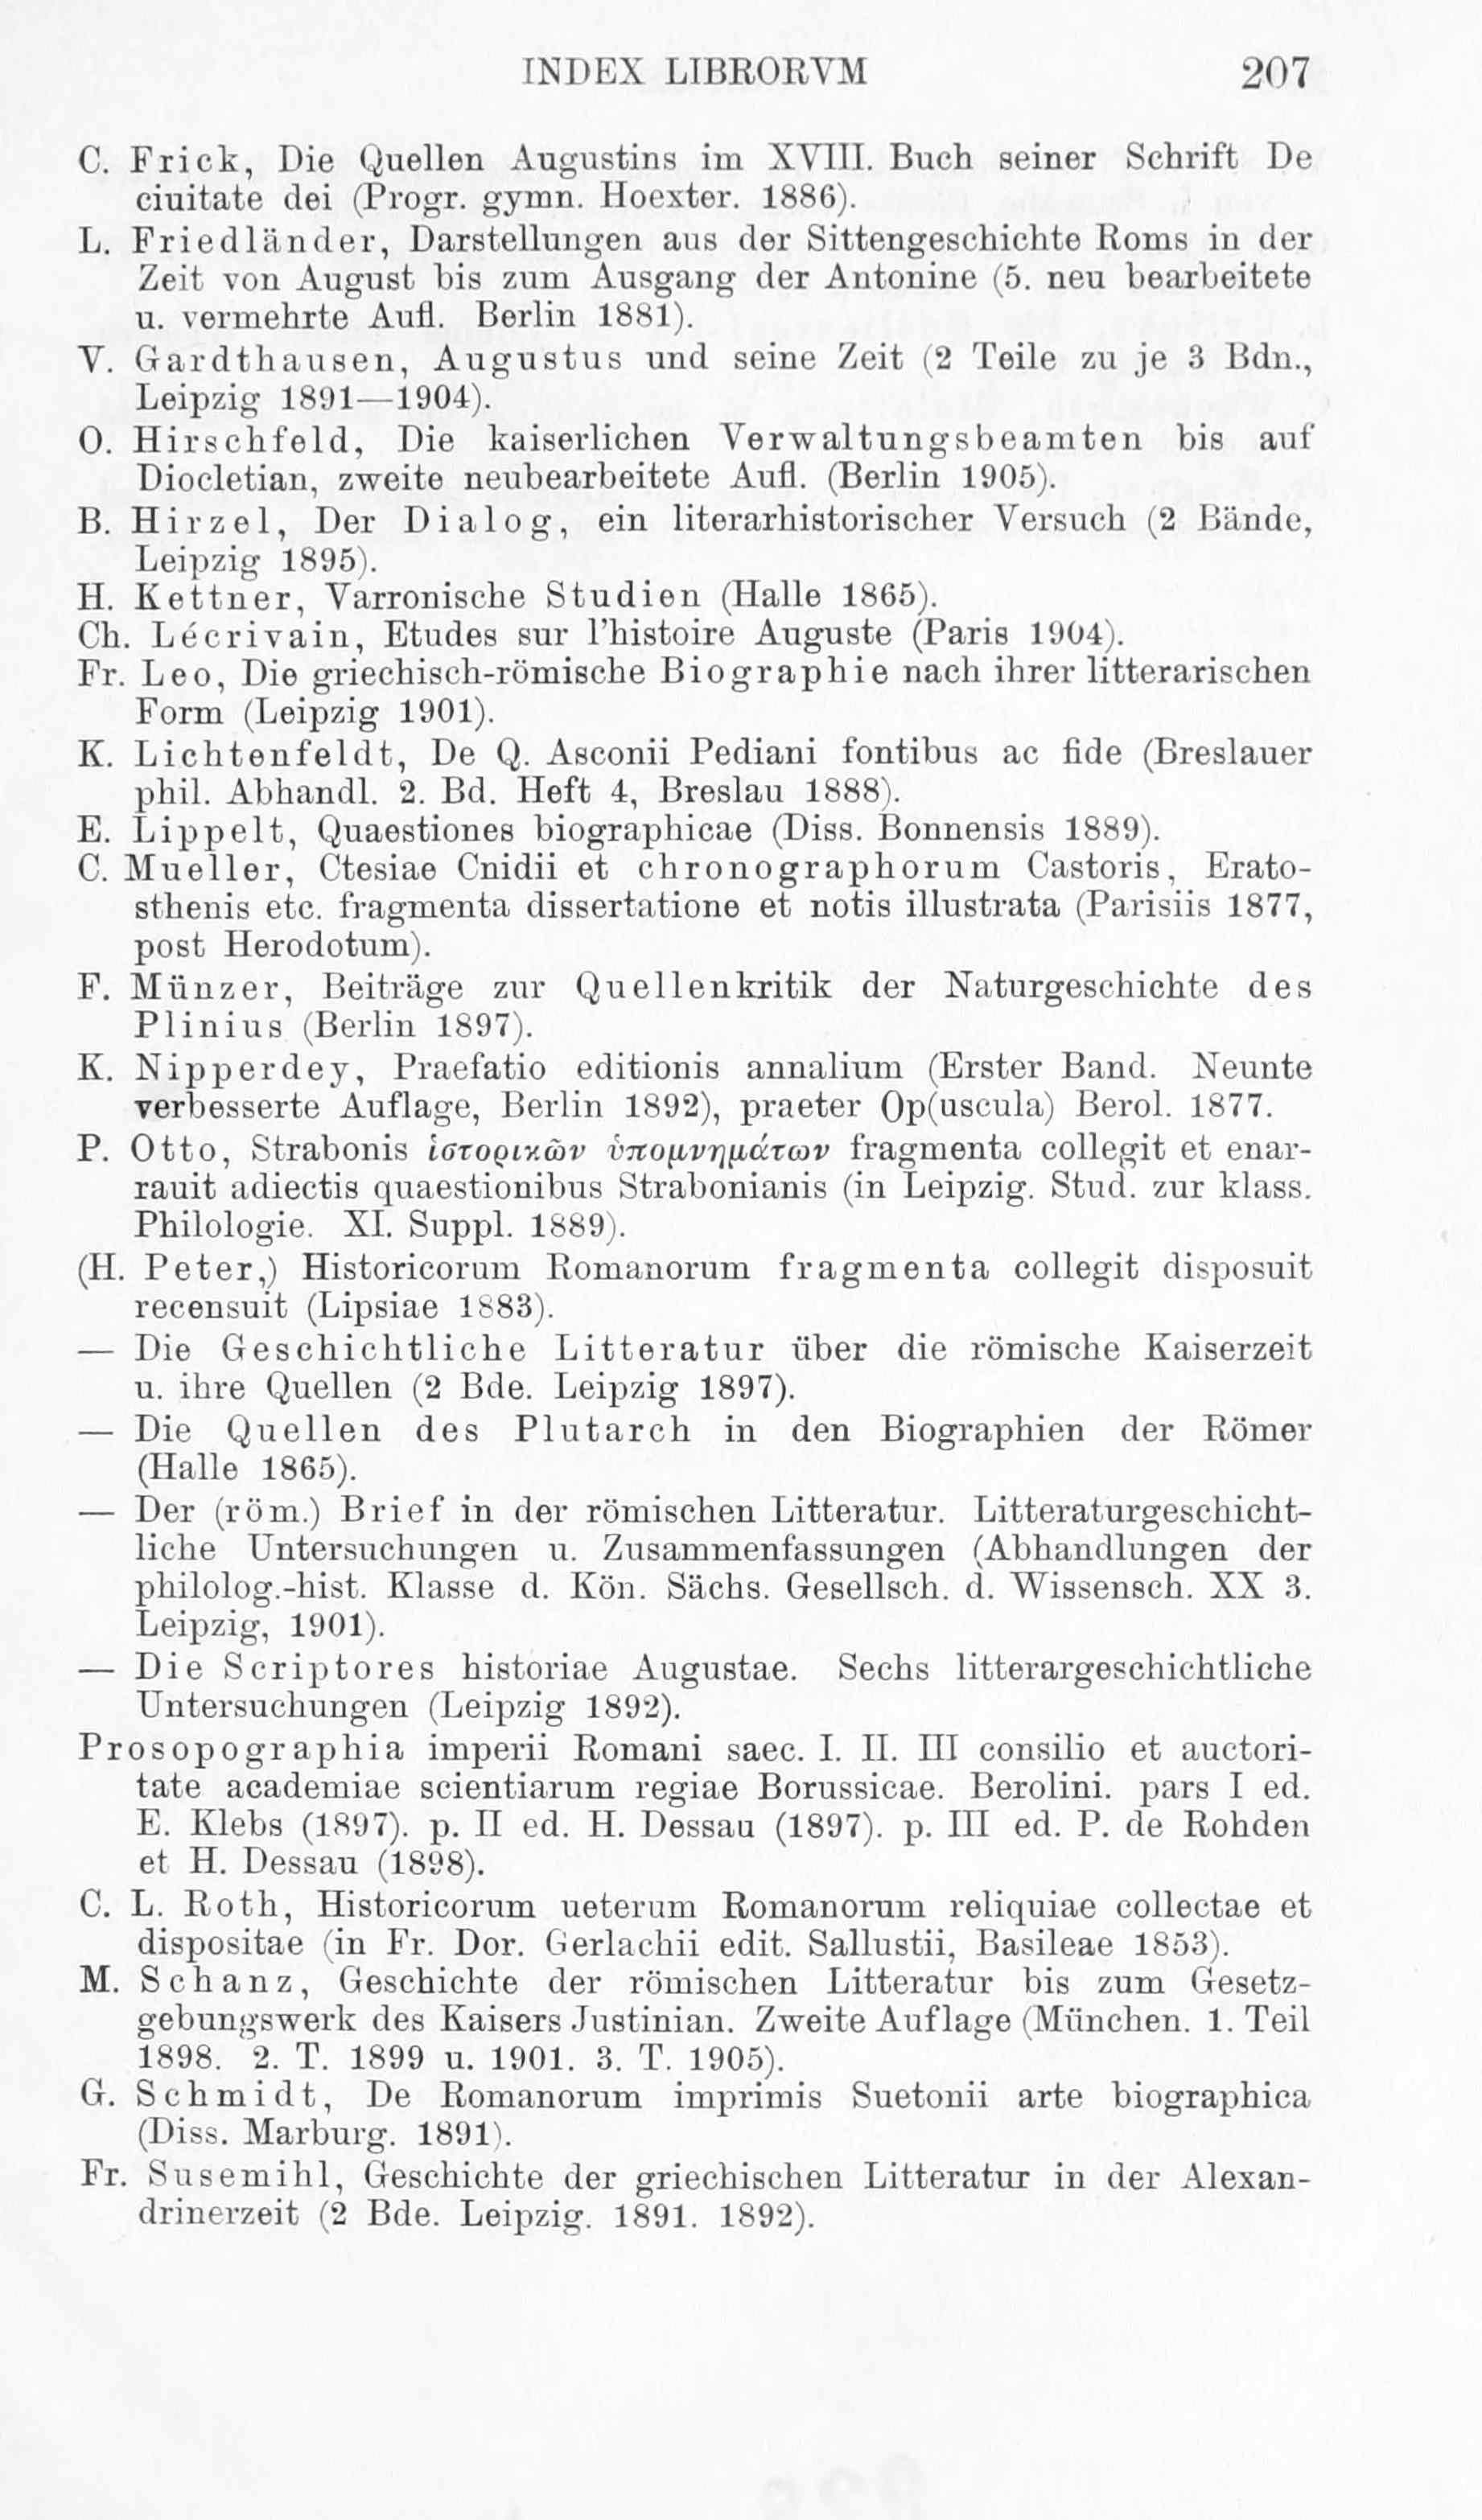 INDEX LIBRORVM 207
C. Frick, Die Quellen Augustins im XVIII. Buch seiner Schrift De
ciuitate dei (Progr. gymn. Hoexter. 1886).
L. Friedländer, Darstellungen aus der Sittengeschichte Roms in der
Zeit von August bis zum Ausgang der Antonine (5. neu bearbeitete
u. vermehrte Aufl. Berlin 1881).
V. Gardthausen, Augustus und seine Zeit (2 Teile zu je 3 Bdn.,
Leipzig 1891—1904).
O. Hirschfeld, Die kaiserlichen Verwaltungsbeamten bis auf
Diocletian, zweite neubearbeitete Aufl. (Berlin 1905).
B. Hirzel, Der Dialog, ein literarhistorischer Versuch (2 Bände,
Leipzig 1895).
H. Kettner, Varronische Studien (Halle 1865).
Ch. Lécrivain, Etudes sur l'histoire Auguste (Paris 1904).
Fr. Leo, Die griechisch-römische Biographie nach ihrer litterarischen
Form (Leipzig 1901).
K. Lichtenfeldt, De Q. Asconii Pediani fontibus ac fide (Breslauer
phil. Abhandl. 2. Bd. Heft 4, Breslau 1888).
E. Lippelt, Quaestiones biographicae (Diss. Bonnensis 1889).
C. Mueller, Ctesiae Cnidii et chronographorum Castoris, Erato-
sthenis etc. fragmenta dissertatione et notis illustrata (Parisiis 1877,
post Herodotum).
F. Münzer, Beiträge zur Quellenkritik der Naturgeschichte des
Plinius (Berlin 1897).
K. Nipperdey, Praefatio editionis annalium (Erster Band. Neunte
verbesserte Auflage, Berlin 1892), praeter Op(uscula) Berol. 1877.
P. Otto, Strabonis ἱστορικῶν ὑπομνημάτων fragmenta collegit et enar-
rauit adiectis quaestionibus Strabonianis (in Leipzig. Stud. zur klass.
Philologie. XI. Suppl. 1889).
(H. Peter,) Historicorum Romanorum fragmenta collegit disposuit
recensuit (Lipsiae 1883).
— Die Geschichtliche Litteratur über die römische Kaiserzeit
u. ihre Quellen (2 Bde. Leipzig 1897).
— Die Quellen des Plutarch in den Biographien der Römer
(Halle 1865).
— Der (röm.) Brief in der römischen Litteratur. Litteraturgeschicht-
liche Untersuchungen u. Zusammenfassungen (Abhandlungen der
philolog.-hist. Klasse d. Kön. Sächs. Gesellsch. d. Wissensch. XX 3.
Leipzig, 1901).
— Die Scriptores historiae Augustae. Sechs litterargeschichtliche
Untersuchungen (Leipzig 1892).
Prosopographia imperii Romani saec. I. II. III consilio et auctori-
tate academiae scientiarum regiae Borussicae. Berolini. pars I ed.
E. Klebs (1897). p. II ed. H. Dessau (1897). p. III ed. P. de Rohden
et H. Dessau (1898).
C. L. Roth, Historicorum ueterum Romanorum reliquiae collectae et
dispositae (in Fr. Dor. Gerlachii edit. Sallustii, Basileae 1853).
M. Schanz, Geschichte der römischen Litteratur bis zum Gesetz-
gebungswerk des Kaisers Justinian. Zweite Auflage (München. 1. Teil
1898. 2. T. 1899 u. 1901. 3. T. 1905).
G. Schmidt, De Romanorum imprimis Suetonii arte biographica
(Diss. Marburg. 1891).
Fr. Susemihl, Geschichte der griechischen Litteratur in der Alexan-
drinerzeit (2 Bde. Leipzig. 1891. 1892).